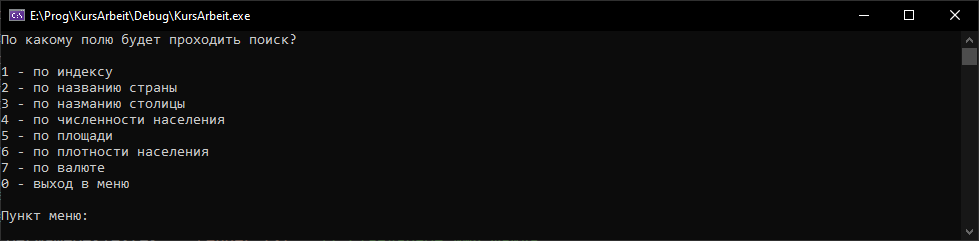 E:\Prog\KursArbeit\Debug\KursArbeit.exe
По какому полю будет проходить поиск?
1 - по индексу
2 - по названию страны
3 - по назманию столицы
4 - по численности населения
5 - по площади
6 - по плотности населения
7 - по валюте
0 - выход в меню
Пункт меню: